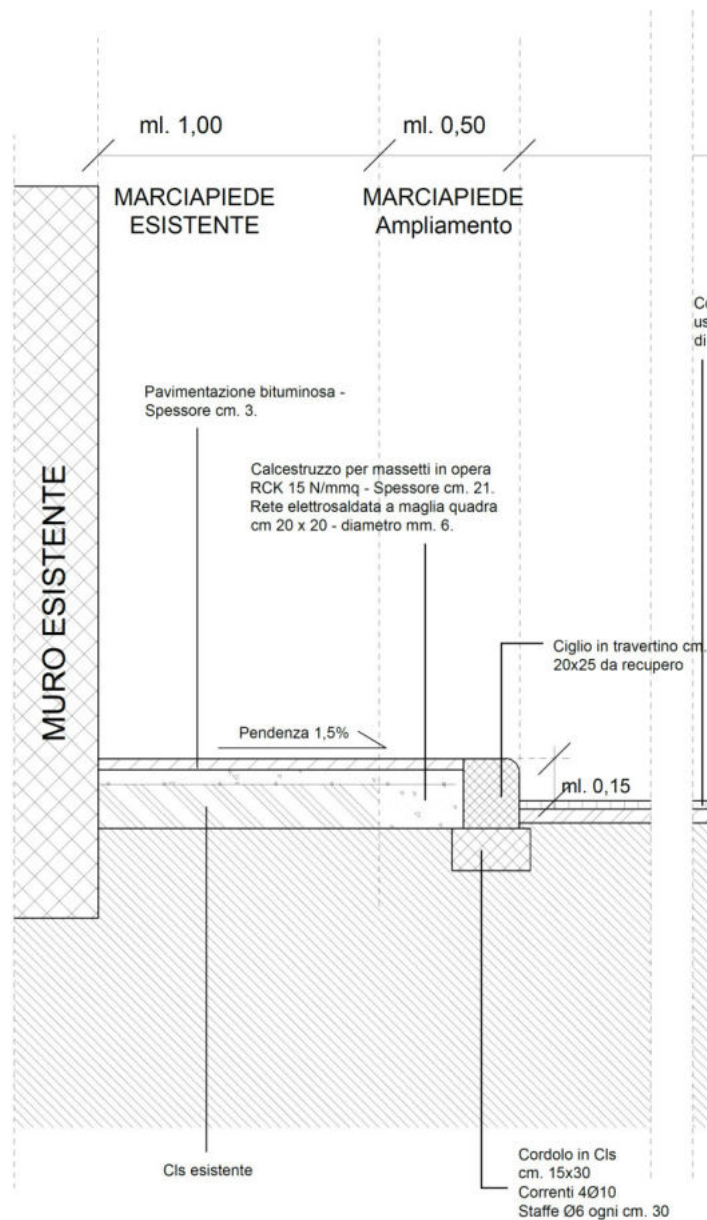 ml. 1,00
ml. 0,50
MARCIAPIEDE
ESISTENTE
MARCIAPIEDE
Ampliamento
Pavimentazione bituminosa -
Spessore cm. 3.
Calcestruzzo per massetti in opera
RCK 15 N/mmq - Spessore cm. 21.
Rete elettrosaldata a maglia quadra
cm 20 x 20 - diametro mm. 6.
MURO ESISTENTE
Ciglio in travertino cm.
20x25 da recupero
Pendenza 1,5%
ml. 0,15
Cls esistente
Cordolo in Cls
cm. 15x30
Correnti 4Ø10
Staffe Ø6 ogni cm. 30